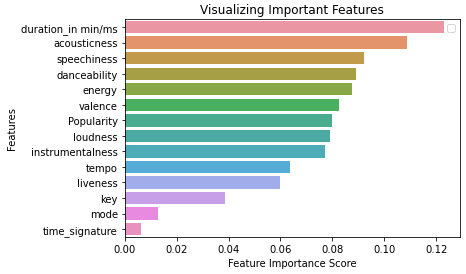 Visualizing Important Features
duration_in min/ms
acousticness
speechiness
danceability
energy
valence
Popularity
loudness
instrumentalness
tempo
liveness
key
mode
time_signature
Features
0.00 0.02 0.04 0.06 0.08 0.10 0.12
Feature Importance Score